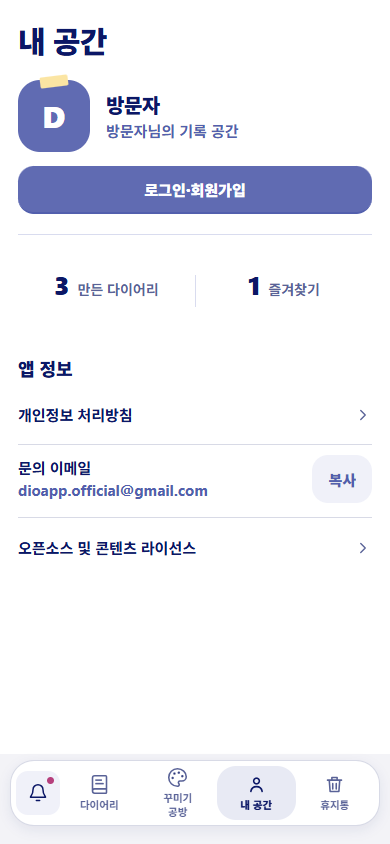 내 공간
D
방문자
방문자님의 기록 공간
로그인·회원가입
3 만든 다이어리
1 즐겨찾기
앱 정보
개인정보 처리방침
문의 이메일
dioapp.official@gmail.com
복사
오픈소스 및 콘텐츠 라이선스
다이어리
꾸미기
공방
내 공간
휴지통